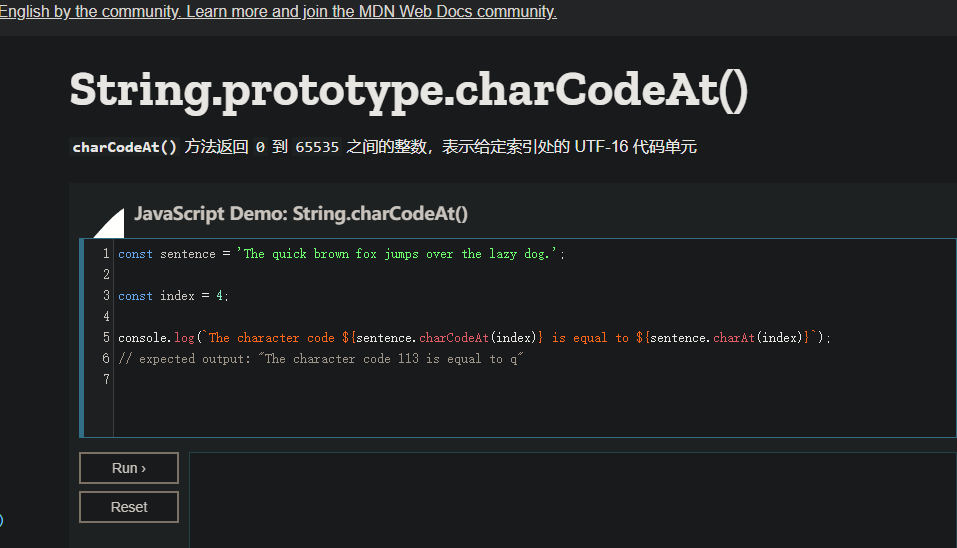 English by the community. Learn more and join the MDN Web Docs community.
String.prototype.charCodeAt()
charCodeAt() 方法返回 0 到 65535 之间的整数，表示给定索引处的 UTF-16 代码单元
JavaScript Demo: String.charCodeAt()
1 const sentence = 'The quick brown fox jumps over the lazy dog.';
2
3 const index = 4;
4
5 console.log(`The character code ${sentence.charCodeAt(index)} is equal to ${sentence.charAt(index)}`);
6 // expected output: "The character code 113 is equal to q"
7
Run ›
Reset
)